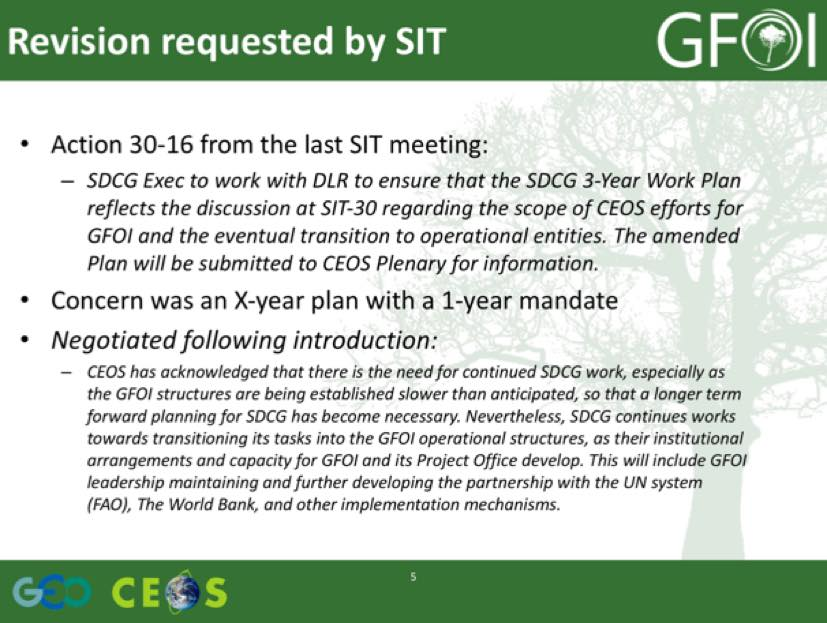 Revision requested by SIT
GFOI
• Action 30-16 from the last SIT meeting:
– SDCG Exec to work with DLR to ensure that the SDCG 3-Year Work Plan
reflects the discussion at SIT-30 regarding the scope of CEOS efforts for
GFOI and the eventual transition to operational entities. The amended
Plan will be submitted to CEOS Plenary for information.
• Concern was an X-year plan with a 1-year mandate
• Negotiated following introduction:
– CEOS has acknowledged that there is the need for continued SDCG work, especially as
the GFOI structures are being established slower than anticipated, so that a longer term
forward planning for SDCG has become necessary. Nevertheless, SDCG continues works
towards transitioning its tasks into the GFOI operational structures, as their institutional
arrangements and capacity for GFOI and its Project Office develop. This will include GFOI
leadership maintaining and further developing the partnership with the UN system
(FAO), The World Bank, and other implementation mechanisms.
GEO CEOS
5